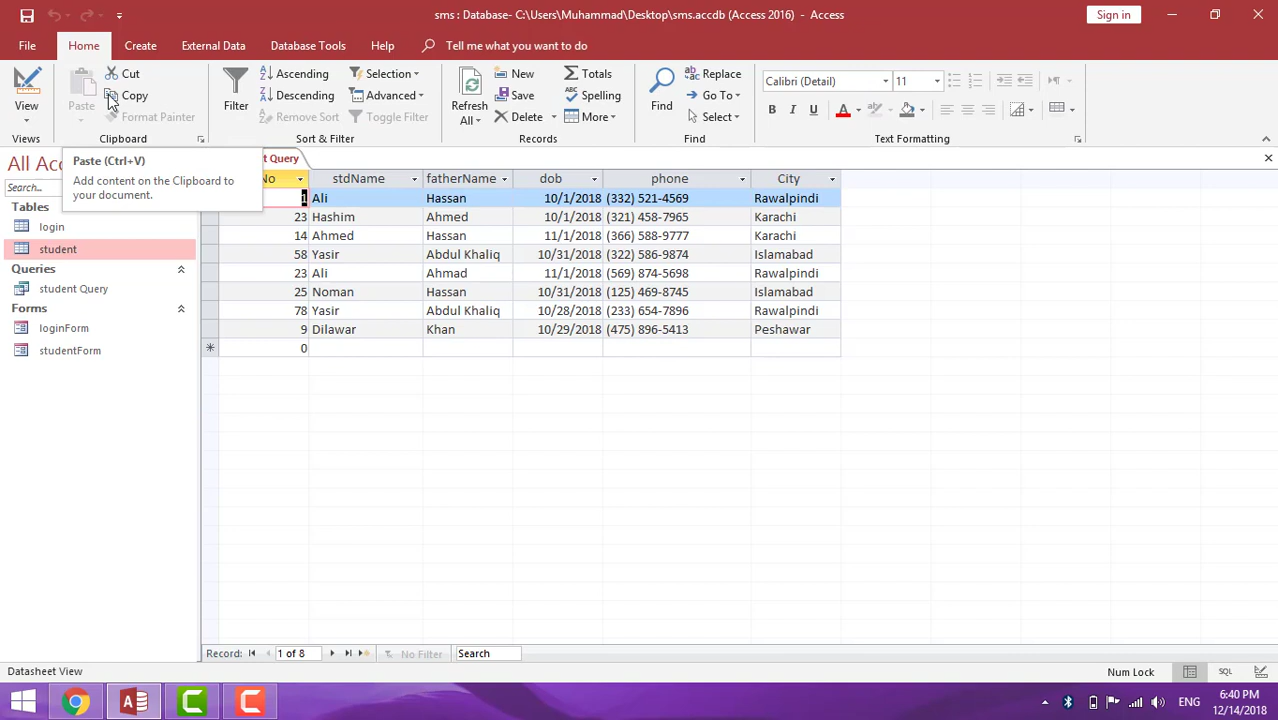 sms : Database- C:\Users\Muhammad\Desktop\sms.accdb (Access 2016) - Access
Sign in
File Home Create External Data Database Tools Help Tell me what you want to do
View
Views
Paste
Cut
Copy
Format Painter
Clipboard
Filter
Ascending
Descending
Remove Sort
Selection
Advanced
Toggle Filter
Sort & Filter
Refresh
All
New
Save
Delete
Totals
Spelling
More
Records
Find
Replace
Go To
Select
Find
Calibri (Detail) 11
B I U A
Text Formatting
All Ac
Search...
Paste (Ctrl+V)
Add content on the Clipboard to
your document.
Tables
login
student
Queries
student Query
Forms
loginForm
studentForm
t Query
No stdName fatherName dob phone City
1 Ali Hassan 10/1/2018 (332) 521-4569 Rawalpindi
23 Hashim Ahmed 10/1/2018 (321) 458-7965 Karachi
14 Ahmed Hassan 11/1/2018 (366) 588-9777 Karachi
58 Yasir Abdul Khaliq 10/31/2018 (322) 586-9874 Islamabad
23 Ali Ahmad 11/1/2018 (569) 874-5698 Rawalpindi
25 Noman Hassan 10/31/2018 (125) 469-8745 Islamabad
78 Yasir Abdul Khaliq 10/28/2018 (233) 654-7896 Rawalpindi
9 Dilawar Khan 10/29/2018 (475) 896-5413 Peshawar
0
Record: 1 of 8 No Filter Search
Datasheet View
Num Lock
SQL
ENG
6:40 PM
12/14/2018